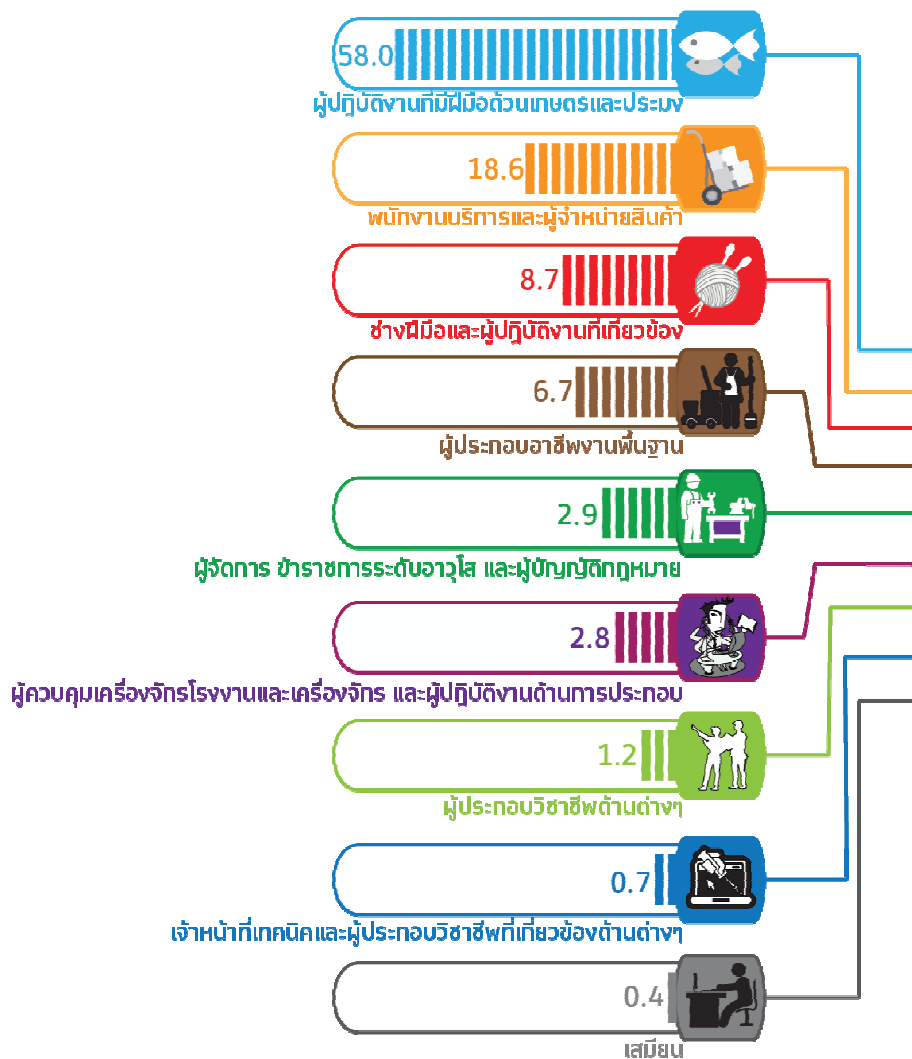 58.0
ผู้ปฏิบัติงานที่มีฝีมือด้วนเกษตรและประมง
18.6
พนักงานบริการและผู้จำหน่ายสินค้า
8.7
ช่างฝีมือและผู้ปฏิบัติงานที่เกี่ยวข้อง
6.7
ผู้ประกอบอาชีพงานพื้นฐาน
2.9
ผู้จัดการ ข้าราชการระดับอาวุโส และผู้บัญญัติกฎหมาย
2.8
ผู้ควบคุมเครื่องจักรโรงงานและเครื่องจักร และผู้ปฏิบัติงานด้านการประกอบ
1.2
ผู้ประกอบวิชาชีพด้านต่างๆ
0.7
เจ้าหน้าที่เทคนิคและผู้ประกอบวิชาชีพที่เกี่ยวข้องด้านต่างๆ
0.4
เสมียน